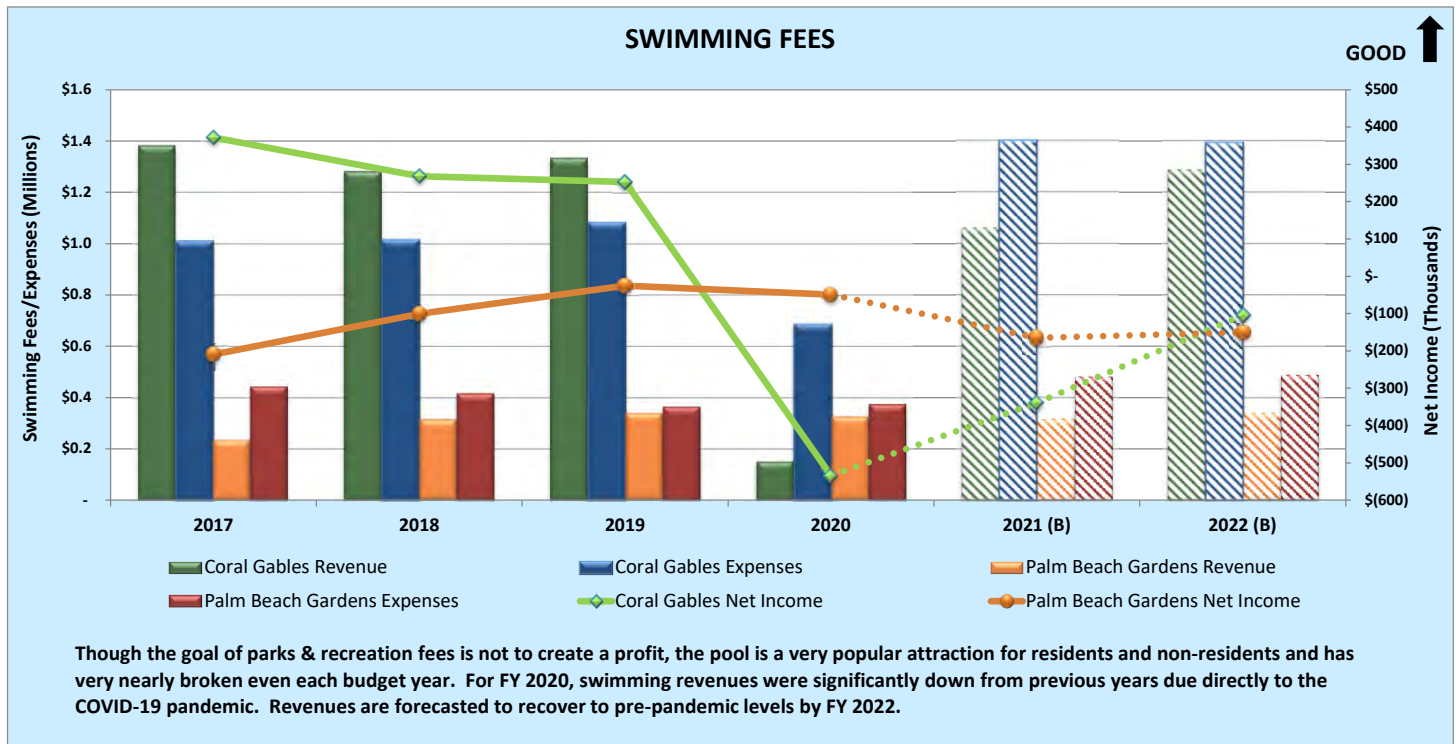 SWIMMING FEES
GOOD
Swimming Fees/Expenses (Millions)
$1.6
$1.4
$1.2
$1.0
$0.8
$0.6
$0.4
$0.2
-
$500
$400
$300
$200
$100
$-
$(100)
$(200)
$(300)
$(400)
$(500)
$(600)
Net Income (Thousands)
2017 2018 2019 2020 2021 (B) 2022 (B)
Coral Gables Revenue Coral Gables Expenses Palm Beach Gardens Revenue
Palm Beach Gardens Expenses Coral Gables Net Income Palm Beach Gardens Net Income
Though the goal of parks & recreation fees is not to create a profit, the pool is a very popular attraction for residents and non-residents and has
very nearly broken even each budget year. For FY 2020, swimming revenues were significantly down from previous years due directly to the
COVID-19 pandemic. Revenues are forecasted to recover to pre-pandemic levels by FY 2022.